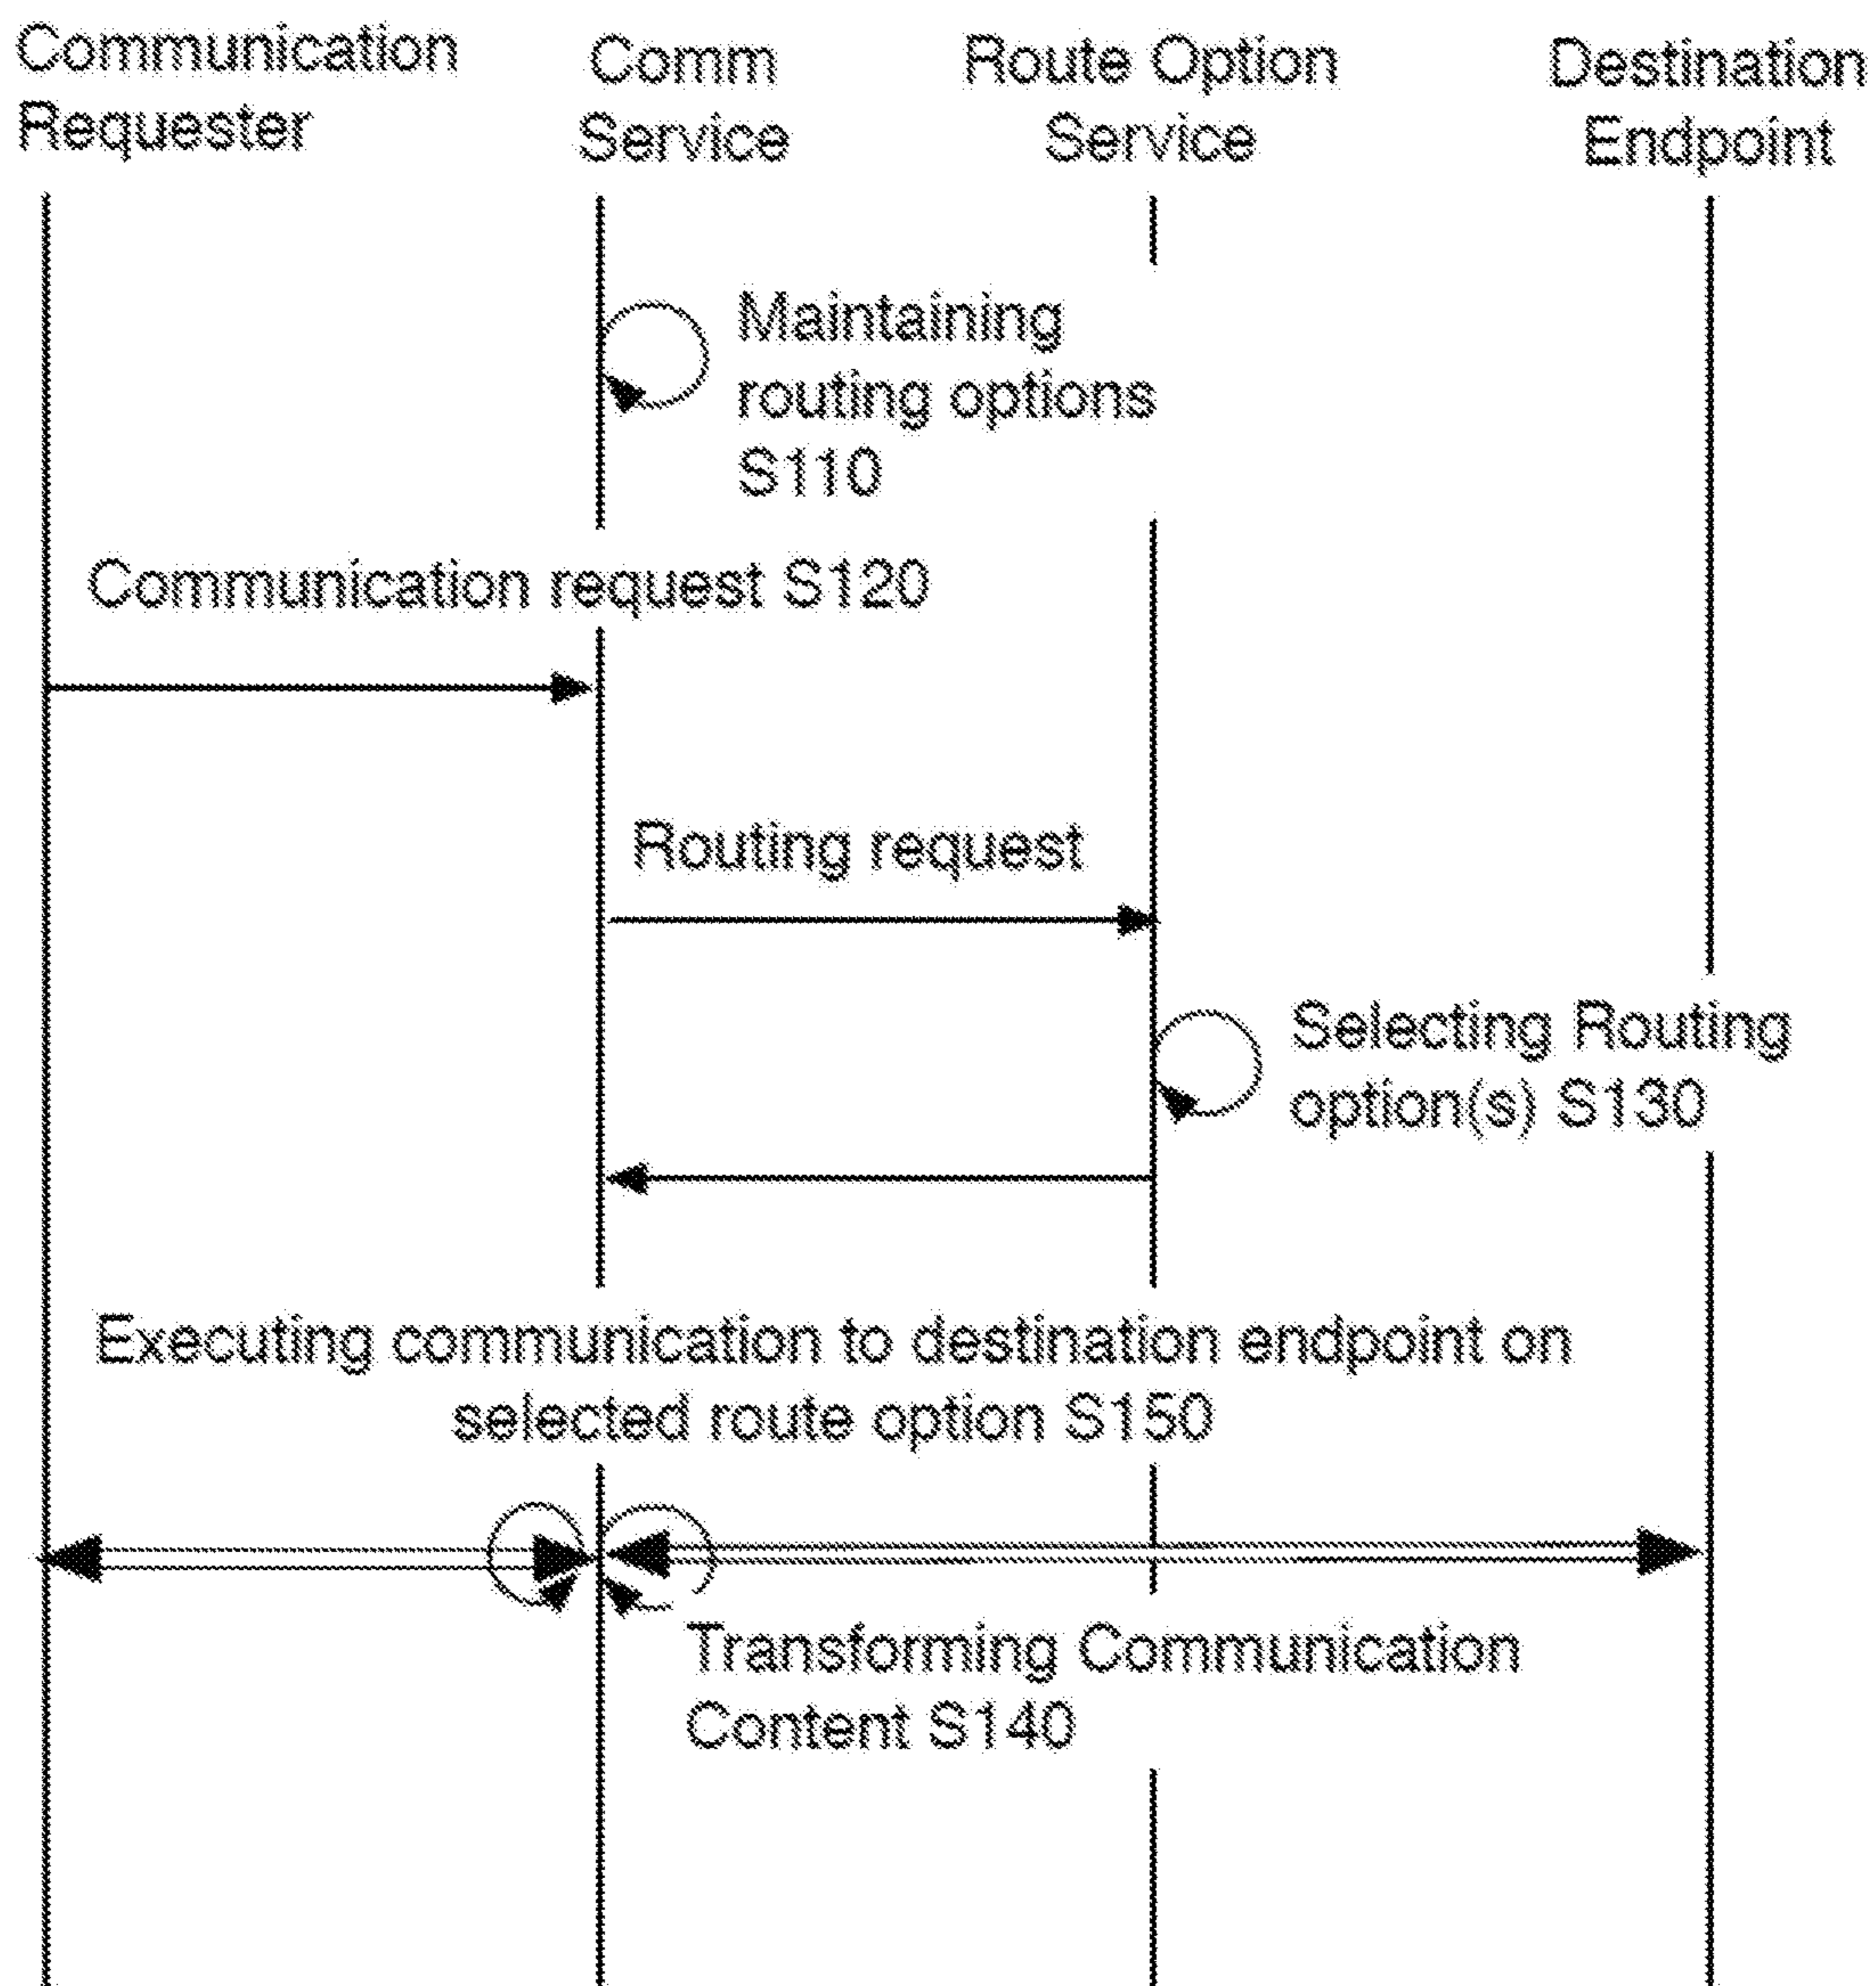 Communication
Requester
Comm
Service
Route Option
Service
Destination
Endpoint
Maintaining
routing options
S110
Communication request S120
Routing request
Selecting Routing
option(s) S130
Executing communication to destination endpoint on
selected route option S150
Transforming Communication
Content S140